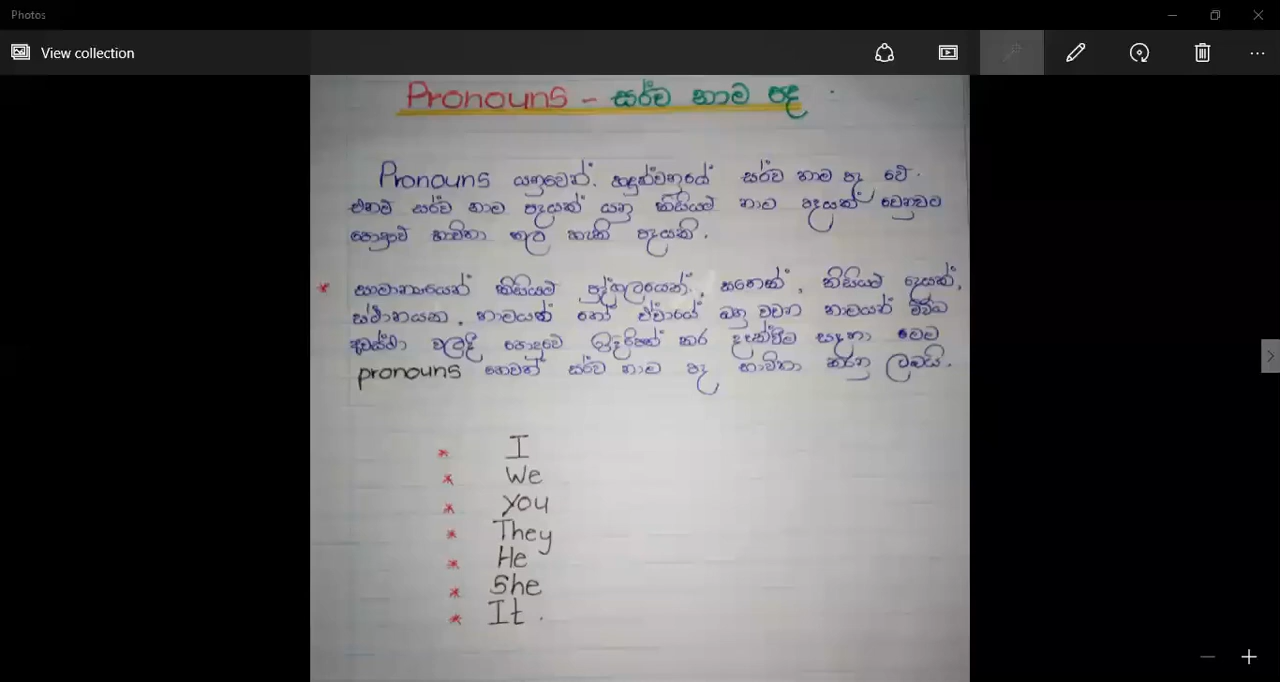 Photos
View collection
Pronouns - සර්ව නාම පද
Pronouns යනුවෙන් හඳුන්වනුයේ සර්ව නාම පද වේ.
එනම් සර්ව නාම පදයක් යනු කිසියම් නාම පදයක් වෙනුවට
පොදුවේ භාවිතා කළ හැකි පදයකි.
* සාමාන්‍යයෙන් කිසියම් පුද්ගලයෙක්, සතෙක්, කිසියම් දෙයක්,
ස්ථානයක, නාමයක් හෝ ඒවායේ බහු වචන නාමයන් විවිධ
අවස්ථා වලදී පොදුවේ ඉදිරිපත් කර දැක්වීම සඳහා මෙම
pronouns හෙවත් සර්ව නාම පද භාවිතා කරනු ලබයි.
* I
* We
* you
* They
* He
* She
* It .